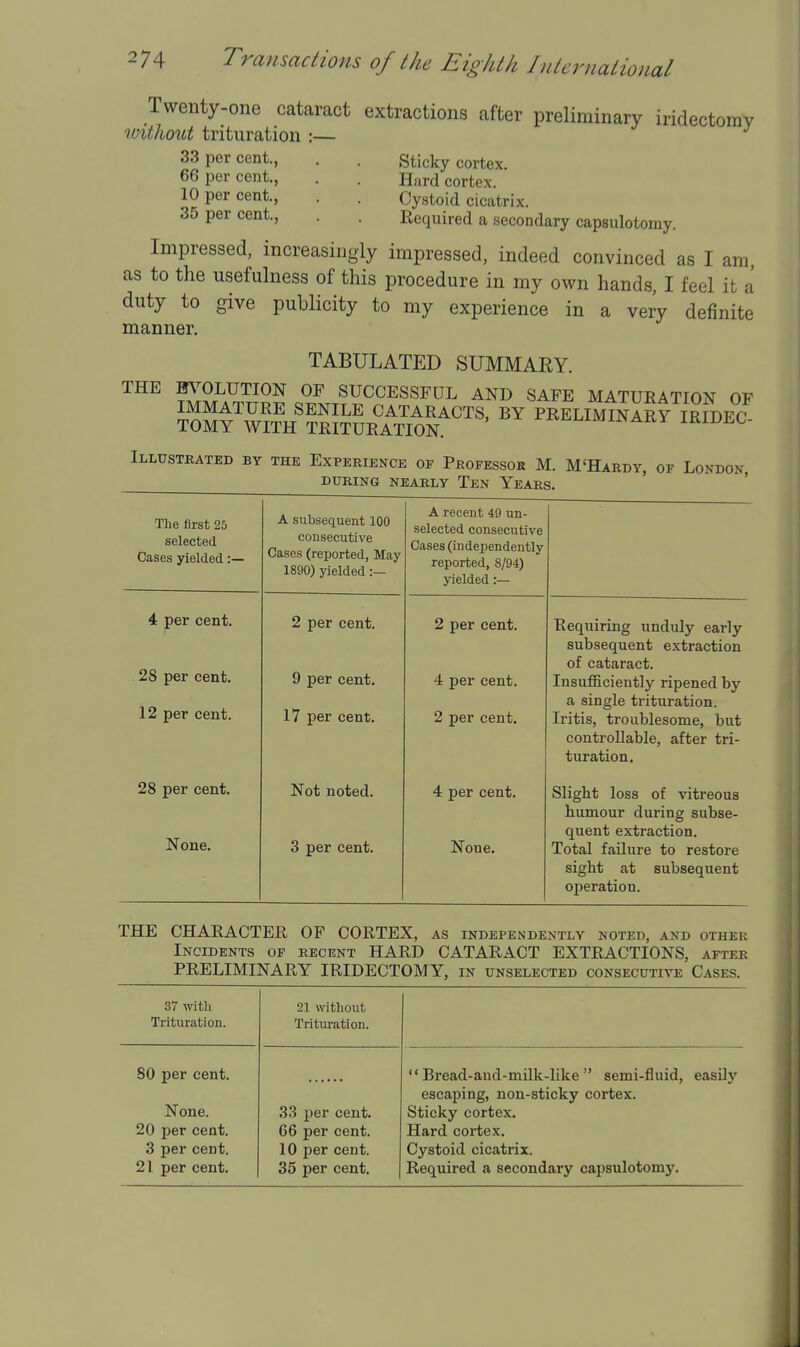 274 Transactions of the Eighth International
Twenty-one cataract extractions after preliminary iridectomy
without trituration :—
33 per cent., . . Sticky cortex.
66 per cent., . . Hard cortex.
10 per cent., . . Cystoid cicatrix.
35 per cent., . . Required a secondary capsulotomy.
Impressed, increasingly impressed, indeed convinced as I am,
as to the usefulness of this procedure in my own hands, I feel it a
duty to give publicity to my experience in a very definite
manner.
TABULATED SUMMARY.
THE EVOLUTION OF SUCCESSFUL AND SAFE MATURATION OF
IMMATURE SENILE CATARACTS, BY PRELIMINARY IRIDEC-
TOMY WITH TRITURATION.
Illustrated by the Experience of Professor M. M‘Hardy, of London,
during nearly Ten Years.
The first 25
selected
Cases yielded :—
A subsequent 100
consecutive
Cases (reported, May
1890) yielded :—
A recent 49 un-
selected consecutive
Cases (independently
reported, 8/94)
yielded :—
4 per cent. 2 per cent. 2 per cent. Requiring unduly early
subsequent extraction
of cataract.
28 per cent. 9 per cent. 4 per cent. Insufficiently ripened by
a single trituration.
12 per cent. 17 per cent. 2 per cent. Iritis, troublesome, but
controllable, after tri-
turation.
28 per cent. Not noted. 4 per cent. Slight loss of vitreous
humour during subse-
quent extraction.
None. 3 per cent. None. Total failure to restore
sight at subsequent
operation.
THE CHARACTER OF CORTEX, as independently noted, and other
Incidents of recent HARD CATARACT EXTRACTIONS, after
PRELIMINARY IRIDECTOMY, in unselected consecutive Cases.
37 with
Trituration.
21 without
Trituration.
80 per cent. ...... “Bread-and-milk-like” semi-fluid, easily
escaping, non-sticky cortex.
None. 33 per cent. Sticky cortex.
20 per cent. 66 per cent. Hard cortex.
3 per cent. 10 per cent. Cystoid cicatrix.
21 per cent. 35 per cent. Required a secondary capsulotomy.